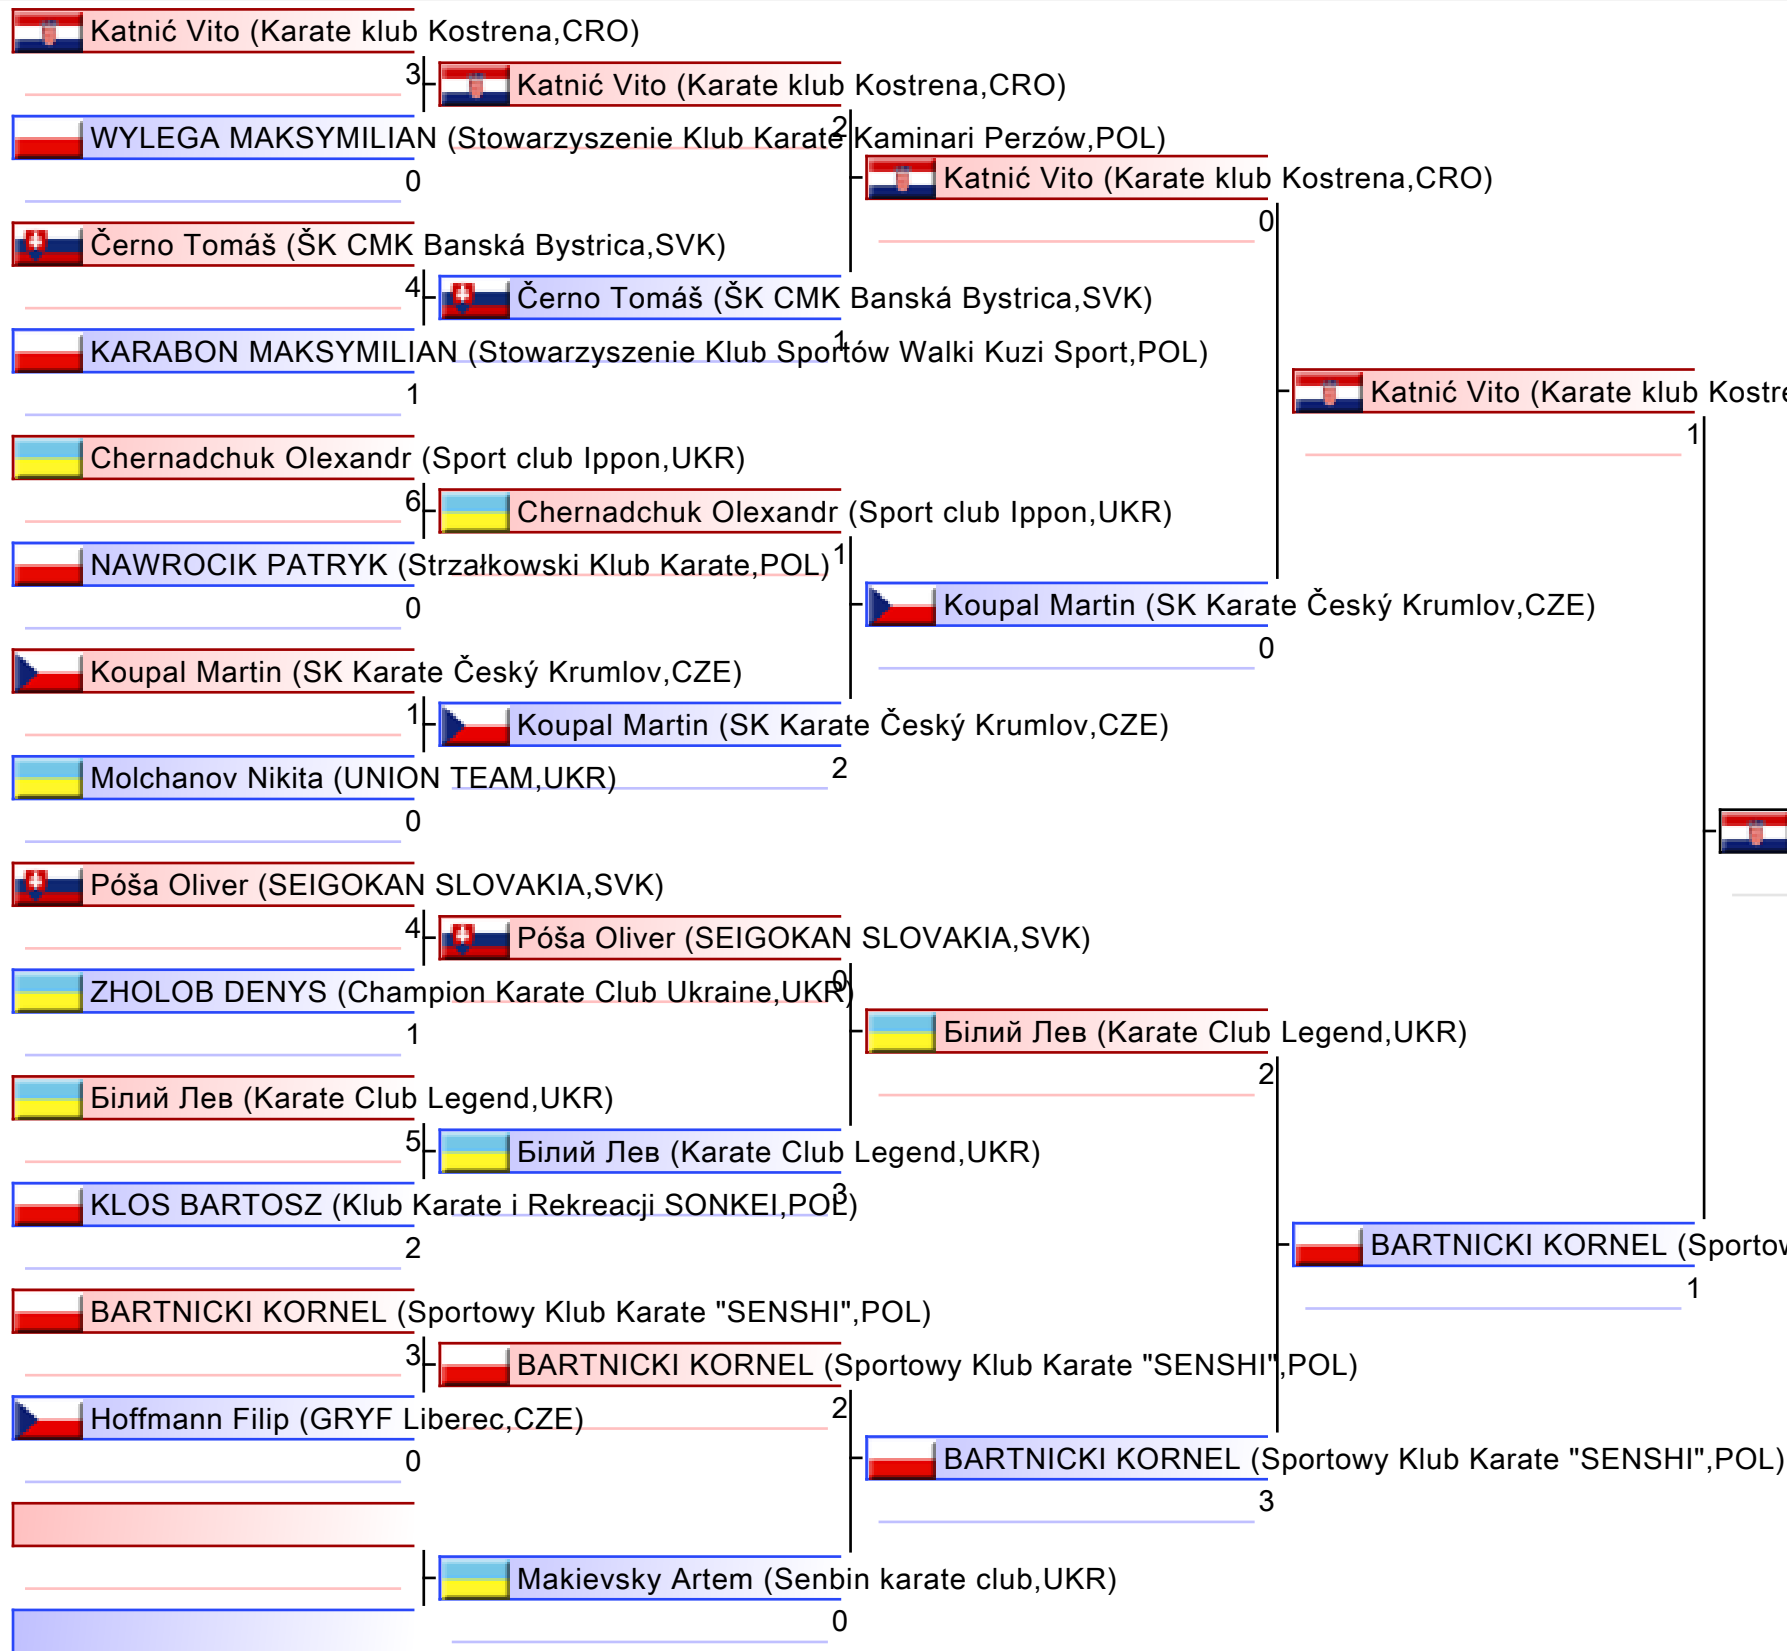 Katnić Vito (Karate klub Kostrena,CRO)
3
WYLEGA MAKSYMILIAN (Stowarzyszenie Klub Karate Kaminari Perzów,POL)
0
Černo Tomáš (ŠK CMK Banská Bystrica,SVK)
4
KARABON MAKSYMILIAN (Stowarzyszenie Klub Sportów Walki Kuzi Sport,POL)
1
Chernadchuk Olexandr (Sport club Ippon,UKR)
6
NAWROCIK PATRYK (Strzałkowski Klub Karate,POL)
0
Koupal Martin (SK Karate Český Krumlov,CZE)
1
Molchanov Nikita (UNION TEAM,UKR)
0
Póša Oliver (SEIGOKAN SLOVAKIA,SVK)
4
ZHOLOB DENYS (Champion Karate Club Ukraine,UKR)
1
Білий Лев (Karate Club Legend,UKR)
5
KLOS BARTOSZ (Klub Karate i Rekreacji SONKEI,POL)
2
BARTNICKI KORNEL (Sportowy Klub Karate "SENSHI",POL)
3
Hoffmann Filip (GRYF Liberec,CZE)
0
Katnić Vito (Karate klub Kostrena,CRO)
2
Černo Tomáš (ŠK CMK Banská Bystrica,SVK)
1
Chernadchuk Olexandr (Sport club Ippon,UKR)
1
Koupal Martin (SK Karate Český Krumlov,CZE)
2
Póša Oliver (SEIGOKAN SLOVAKIA,SVK)
0
Білий Лев (Karate Club Legend,UKR)
3
BARTNICKI KORNEL (Sportowy Klub Karate "SENSHI",POL)
2
Makievsky Artem (Senbin karate club,UKR)
0
Katnić Vito (Karate klub Kostrena,CRO)
0
Koupal Martin (SK Karate Český Krumlov,CZE)
0
Білий Лев (Karate Club Legend,UKR)
2
BARTNICKI KORNEL (Sportowy Klub Karate "SENSHI",POL)
3
Katnić Vito (Karate klub Kostre
1
BARTNICKI KORNEL (Sportow
1